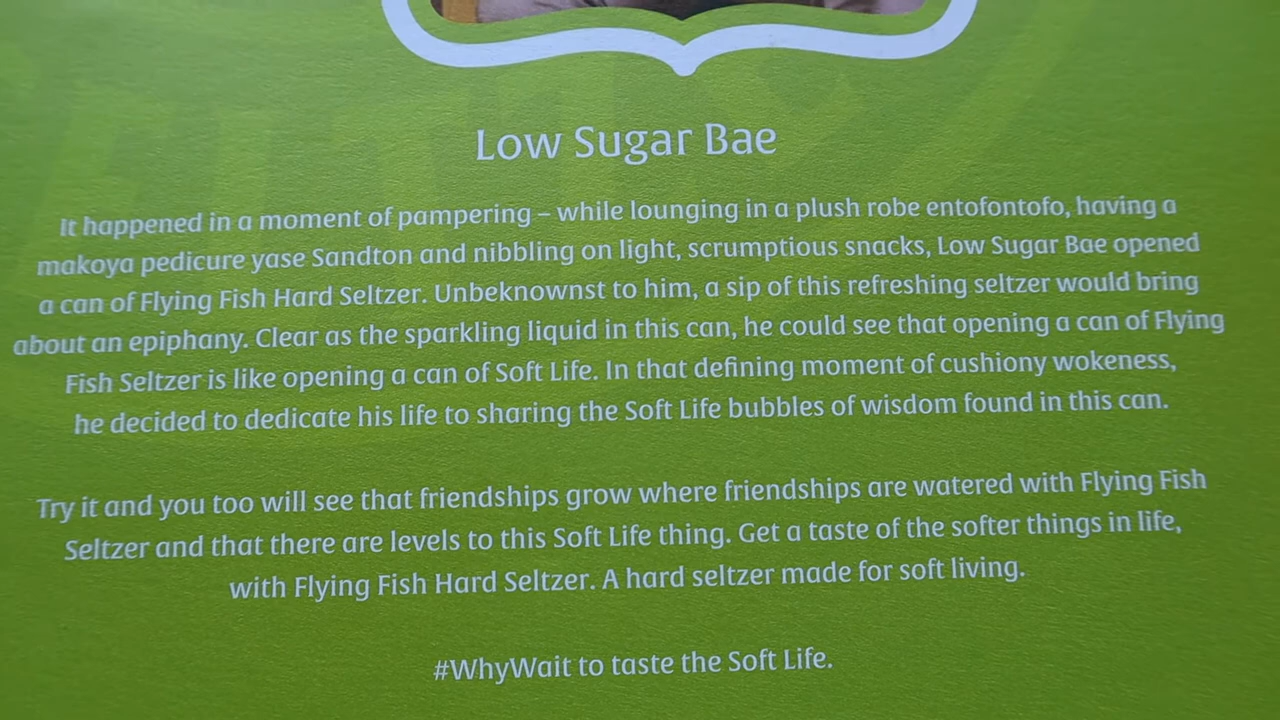 Low Sugar Bae
it happened in a moment of pampering – while lounging in a plush robe entofontofo, having a
makoya pedicure yase Sandton and nibbling on light, scrumptious snacks, Low Sugar Bae opened
a can of Flying Fish Hard Seltzer. Unbeknownst to him, a sip of this refreshing seltzer would bring
about an epiphany. Clear as the sparkling liquid in this can, he could see that opening a can of Flying
Fish Seltzer is like opening a can of Soft Life. In that defining moment of cushiony wokeness,
he decided to dedicate his life to sharing the Soft Life bubbles of wisdom found in this can.
Try it and you too will see that friendships grow where friendships are watered with Flying Fish
Seltzer and that there are levels to this Soft Life thing. Get a taste of the softer things in life,
with Flying Fish Hard Seltzer. A hard seltzer made for soft living.
#WhyWait to taste the Soft Life.